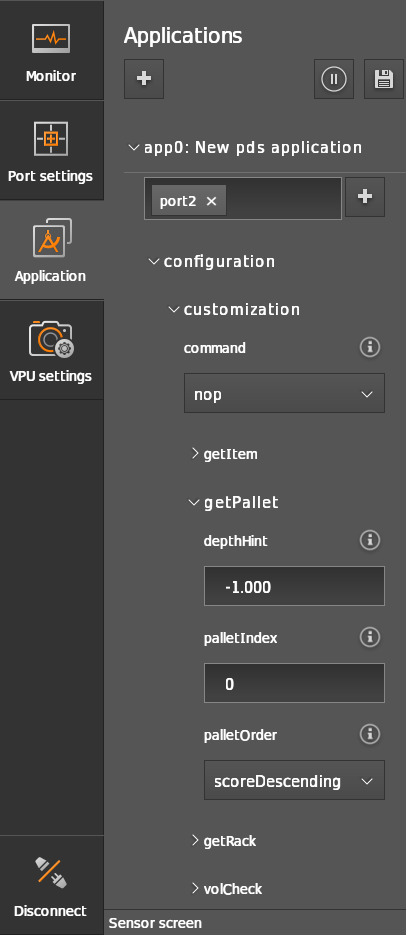 Monitor
Port settings
Application
VPU settings
Disconnect
Applications
app0: New pds application
port2
configuration
customization
command
nop
getItem
getPallet
depthHint
-1.000
palletIndex
0
palletOrder
scoreDescending
getRack
volCheck
Sensor screen